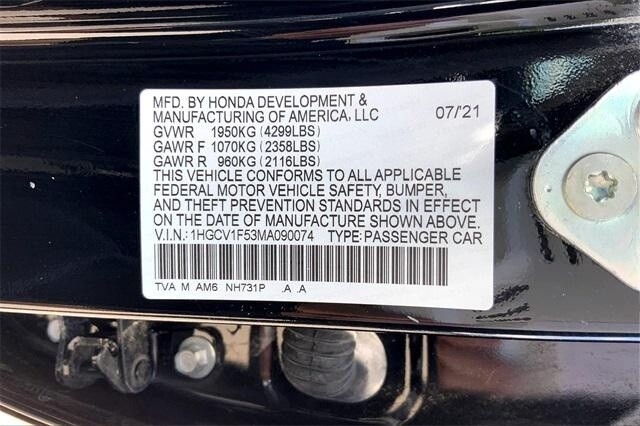 MFD. BY HONDA DEVELOPMENT &
MANUFACTURING OF AMERICA, LLC 07/'21
GVWR 1950KG (4299LBS)
GAWR F 1070KG (2358LBS)
GAWR R 960KG (2116LBS)
THIS VEHICLE CONFORMS TO ALL APPLICABLE
FEDERAL MOTOR VEHICLE SAFETY, BUMPER,
AND THEFT PREVENTION STANDARDS IN EFFECT
ON THE DATE OF MANUFACTURE SHOWN ABOVE.
V.I.N.: 1HGCV1F53MA090074 TYPE: PASSENGER CAR
TVA M AM6 NH731P .A .A